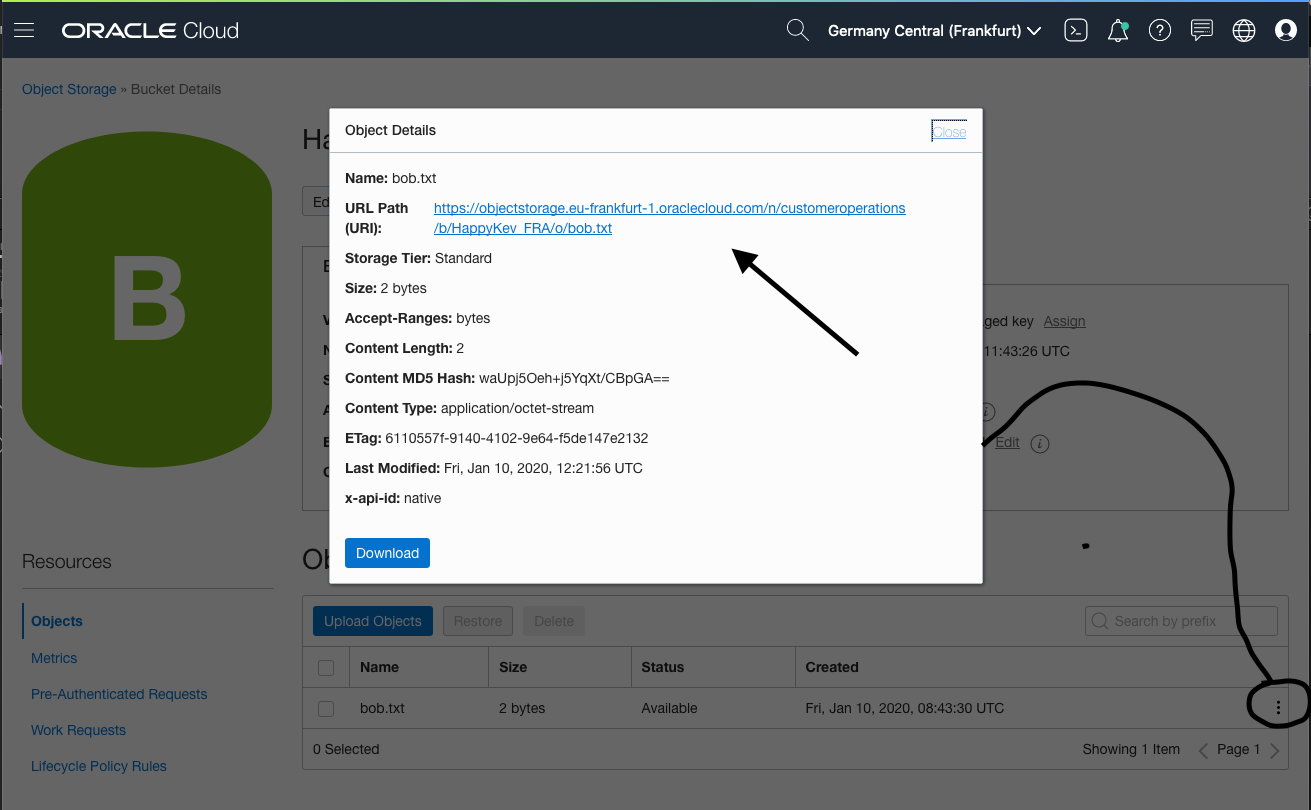 ORACLE Cloud
Germany Central (Frankfurt)
Object Storage » Bucket Details
B
Object Details
Close
Name: bob.txt
URL Path https://objectstorage.eu-frankfurt-1.oraclecloud.com/n/customeroperations
(URI): /b/HappyKev_FRA/o/bob.txt
Storage Tier: Standard
Size: 2 bytes
Accept-Ranges: bytes
Content Length: 2
Content MD5 Hash: waUpj5Oeh+j5YqXt/CBpGA==
Content Type: application/octet-stream
ETag: 6110557f-9140-4102-9e64-f5de147e2132
Last Modified: Fri, Jan 10, 2020, 12:21:56 UTC
x-api-id: native
Download
key Assign
11:43:26 UTC
Edit
Resources
Objects
Metrics
Pre-Authenticated Requests
Work Requests
Lifecycle Policy Rules
Upload Objects Restore Delete
Search by prefix
Name Size Status Created
bob.txt 2 bytes Available Fri, Jan 10, 2020, 08:43:30 UTC
0 Selected
Showing 1 Item Page 1